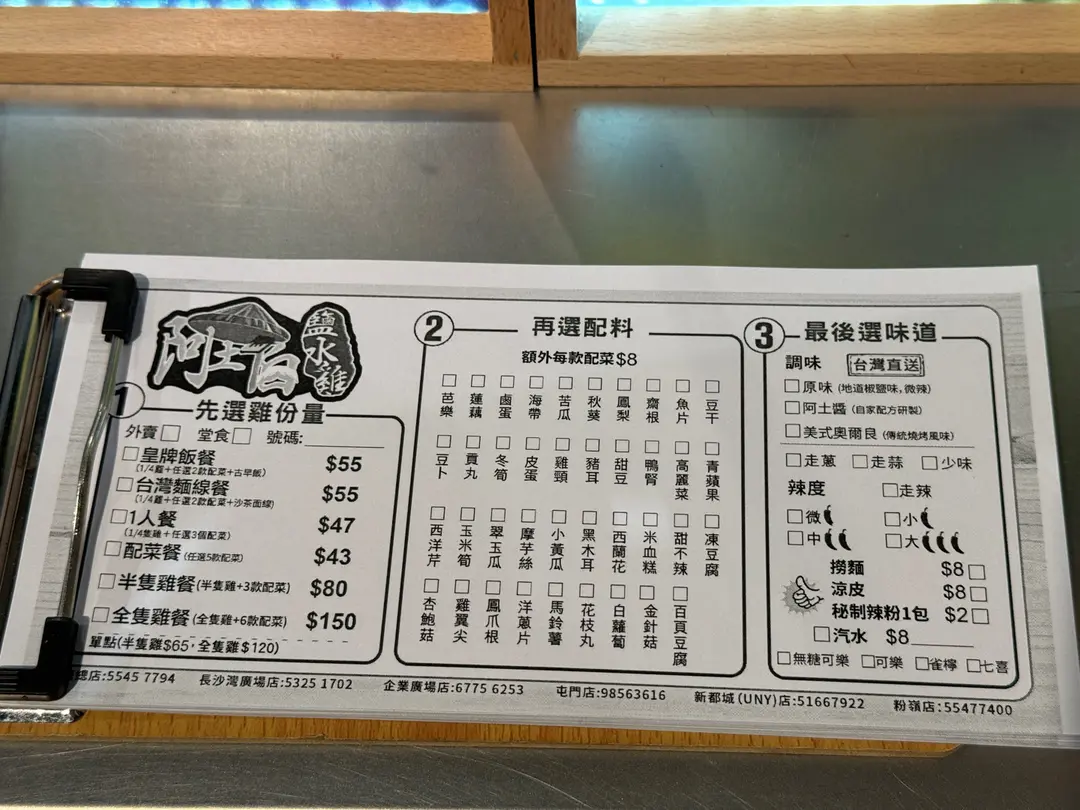 阿土伯
鹽水雞
1 先選雞份量
外賣□ 堂食□ 號碼:
□皇牌飯餐 $55
(1/4雞+任選2款配菜+古早飯)
□台灣麵線餐 $55
(1/4雞+任選2款配菜+沙茶面線)
□1人餐 $47
(1/4隻雞+任選3個配菜)
□配菜餐(任選5款配菜) $43
□半隻雞餐(半隻雞+3款配菜) $80
□全隻雞餐(全隻雞+6款配菜) $150
單點(半隻雞$65,全隻雞$120)
2 再選配料
額外每款配菜$8
□芭樂 □蓮藕 □鹵蛋 □海帶 □苦瓜 □秋葵 □鳳梨 □齋根 □魚片 □豆干
□豆卜 □貢丸 □冬筍 □皮蛋 □雞頸 □豬耳 □甜豆 □鴨腎 □高麗菜 □青蘋果
□西洋芹 □玉米筍 □翠玉瓜 □摩芋絲 □小黃瓜 □黑木耳 □西蘭花 □米血糕 □甜不辣 □凍豆腐
□杏鮑菇 □雞翼尖 □鳳爪根 □洋蔥片 □馬鈴薯 □花枝丸 □白蘿蔔 □金針菇 □百頁豆腐
3 最後選味道
調味 台灣直送
□原味 (地道椒鹽味,微辣)
□阿土醬 (自家配方研製)
□美式奧爾良 (傳統燒烤風味)
□走蔥 □走蒜 □少味
辣度 □走辣
□微 □小
□中 □大
撈麵 $8□
涼皮 $8□
秘制辣粉1包 $2□
□汽水 $8
□無糖可樂 □可樂 □雀檸 □七喜
總店:5545 7794 長沙灣廣場店:5325 1702 企業廣場店:6775 6253 屯門店:98563616 新都城(UNY)店:51667922 粉嶺店:55477400